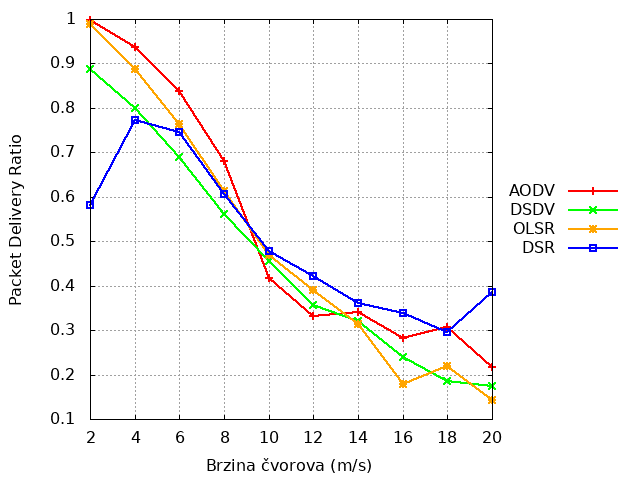 1
0.9
0.8
0.7
0.6
0.5
0.4
0.3
0.2
0.1
Packet Delivery Ratio
2 4 6 8 10 12 14 16 18 20
Brzina čvorova (m/s)
AODV
DSDV
OLSR
DSR